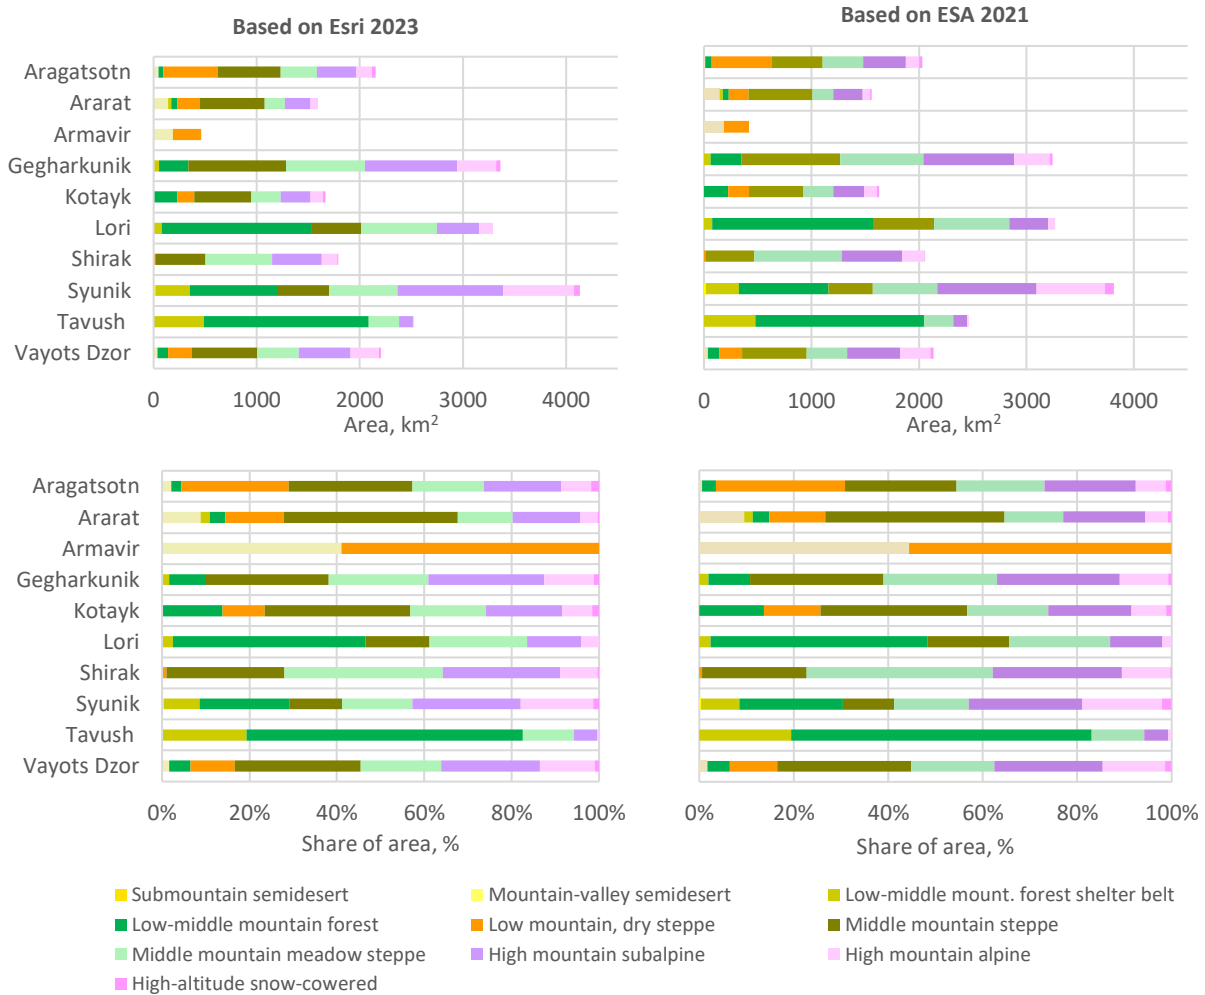 Based on Esri 2023
Based on ESA 2021
Aragatsotn
Ararat
Armavir
Gegharkunik
Kotayk
Lori
Shirak
Syunik
Tavush
Vayots Dzor
0 1000 2000 3000 4000
Area, km²
0 1000 2000 3000 4000
Area, km²
Aragatsotn
Ararat
Armavir
Gegharkunik
Kotayk
Lori
Shirak
Syunik
Tavush
Vayots Dzor
0% 20% 40% 60% 80% 100%
Share of area, %
0% 20% 40% 60% 80% 100%
Share of area, %
Submountain semidesert Mountain-valley semidesert Low-middle mount. forest shelter belt
Low-middle mountain forest Low mountain, dry steppe Middle mountain steppe
Middle mountain meadow steppe High mountain subalpine High mountain alpine
High-altitude snow-cowered